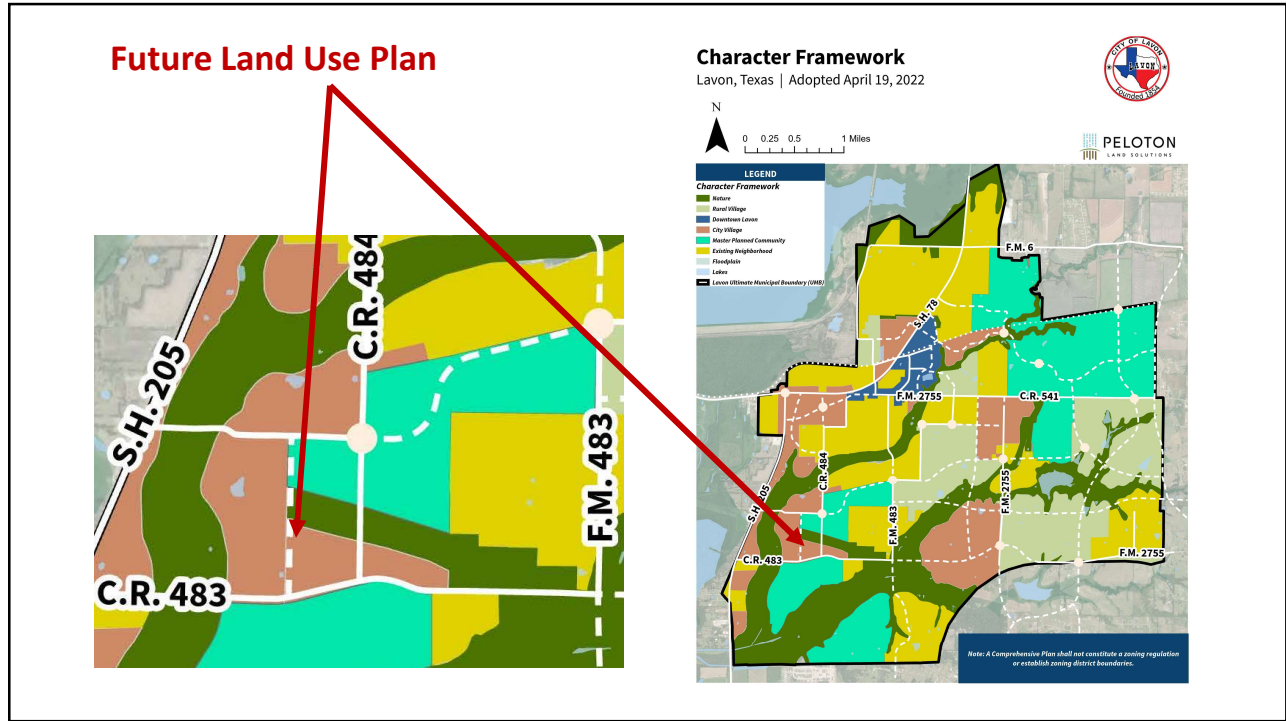 Future Land Use Plan
Character Framework
Lavon, Texas | Adopted April 19, 2022
CITY OF LAVON
LAVON
Founded 1854
N
0 0.25 0.5 1 Miles
PELOTON
LAND SOLUTIONS
LEGEND
Character Framework
Nature
Rural Village
Downtown Lavon
City Village
Master Planned Community
Existing Neighborhood
Floodplain
Lakes
Lavon Ultimate Municipal Boundary (UMB)
F.M. 6
S.H. 78
F.M. 2755
C.R. 541
C.R. 484
S.H. 205
F.M. 483
F.M. 2755
C.R. 483
F.M. 2755
Note: A Comprehensive Plan shall not constitute a zoning regulation
or establish zoning district boundaries.
C.R. 484
S.H. 205
F.M. 483
C.R. 483